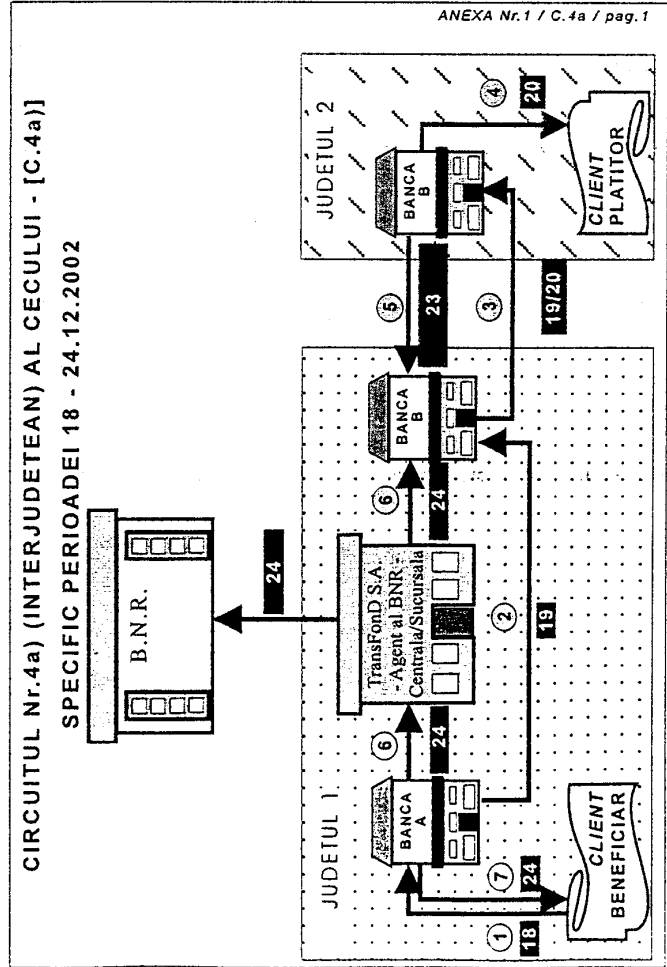 ANEXA Nr.1 / C.4a / pag.1
CIRCUITUL Nr.4a) (INTERJUDETEAN) AL CECULUI - [C.4a)]
SPECIFIC PERIOADEI 18 - 24.12.2002
B.N.R.
24
JUDETUL 1
JUDETUL 2
BANCA
A
6
24
TransFonD S.A.
- Agent al BNR -
Centrala/Sucursala
6
24
BANCA
B
5
23
BANCA
B
4
20
1
18
7
24
2
19
3
19/20
CLIENT
BENEFICIAR
CLIENT
PLATITOR